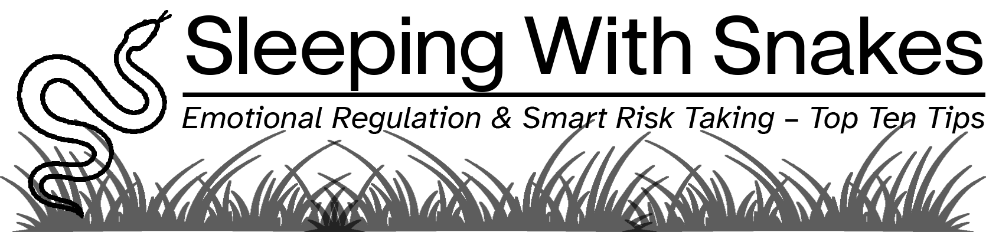 Sleeping With Snakes
Emotional Regulation & Smart Risk Taking – Top Ten Tips